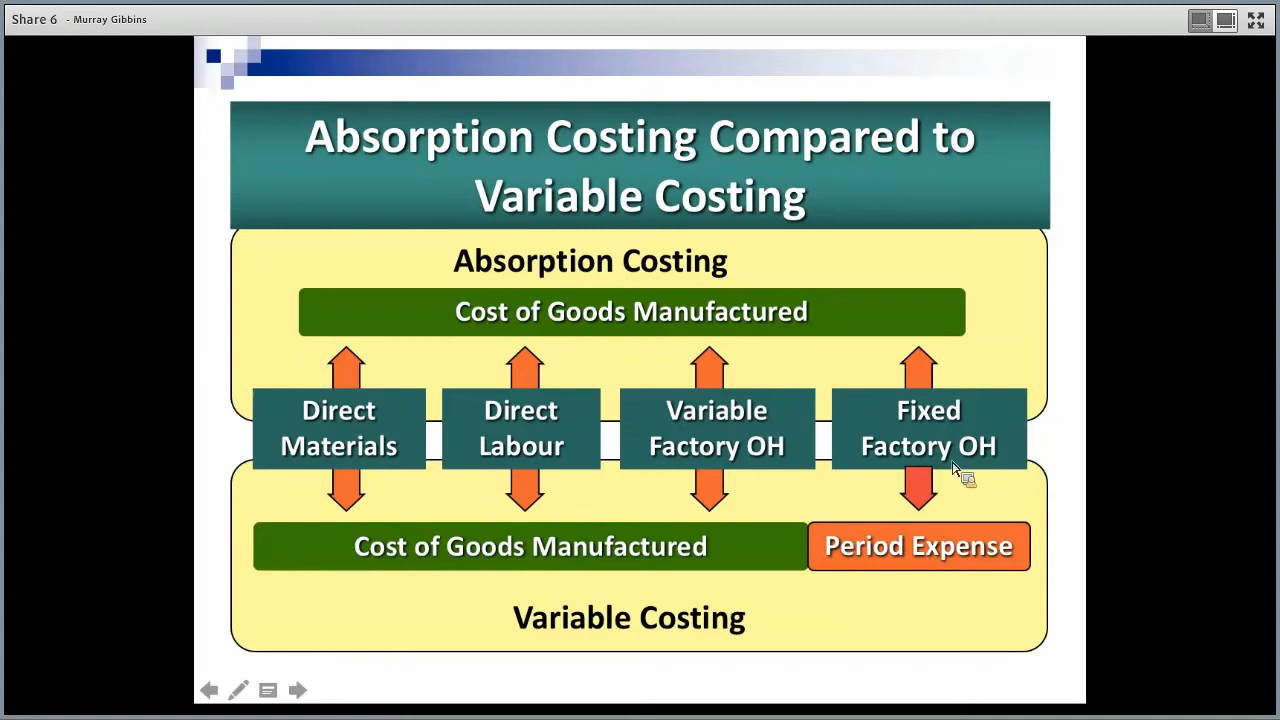 Share 6 - Murray Gibbins
Absorption Costing Compared to
Variable Costing
Absorption Costing
Cost of Goods Manufactured
Direct
Materials
Direct
Labour
Variable
Factory OH
Fixed
Factory OH
Cost of Goods Manufactured
Period Expense
Variable Costing